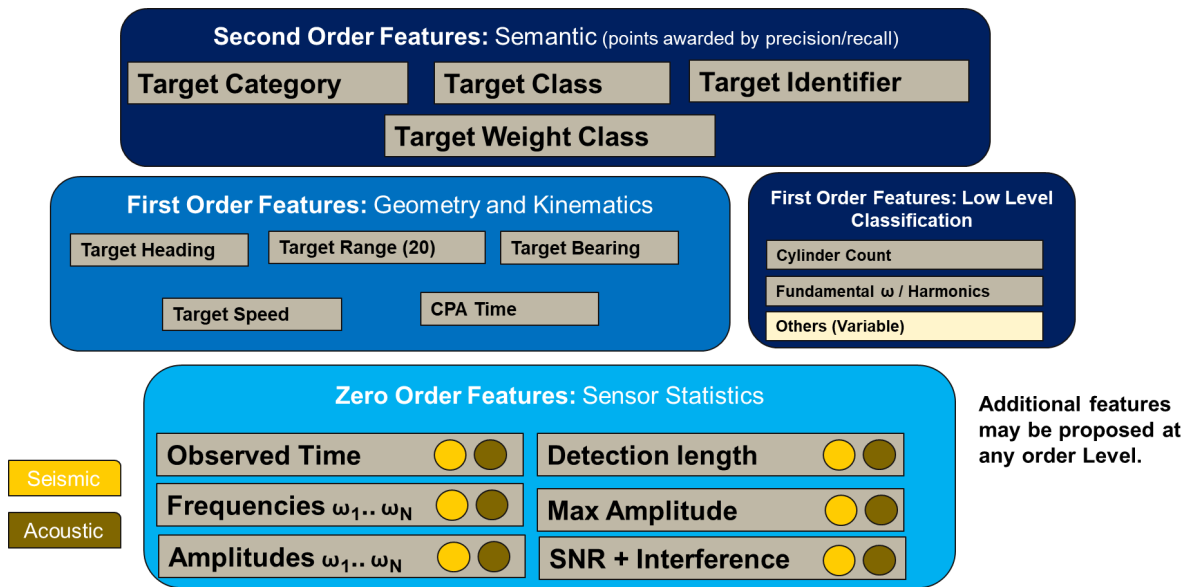 Second Order Features: Semantic (points awarded by precision/recall)
Target Category
Target Class
Target Identifier
Target Weight Class
First Order Features: Geometry and Kinematics
Target Heading
Target Range (20)
Target Bearing
Target Speed
CPA Time
First Order Features: Low Level
Classification
Cylinder Count
Fundamental ω / Harmonics
Others (Variable)
Zero Order Features: Sensor Statistics
Observed Time
Detection length
Frequencies ω₁.. ω_N
Max Amplitude
Amplitudes ω₁.. ω_N
SNR + Interference
Seismic
Acoustic
Additional features
may be proposed at
any order Level.